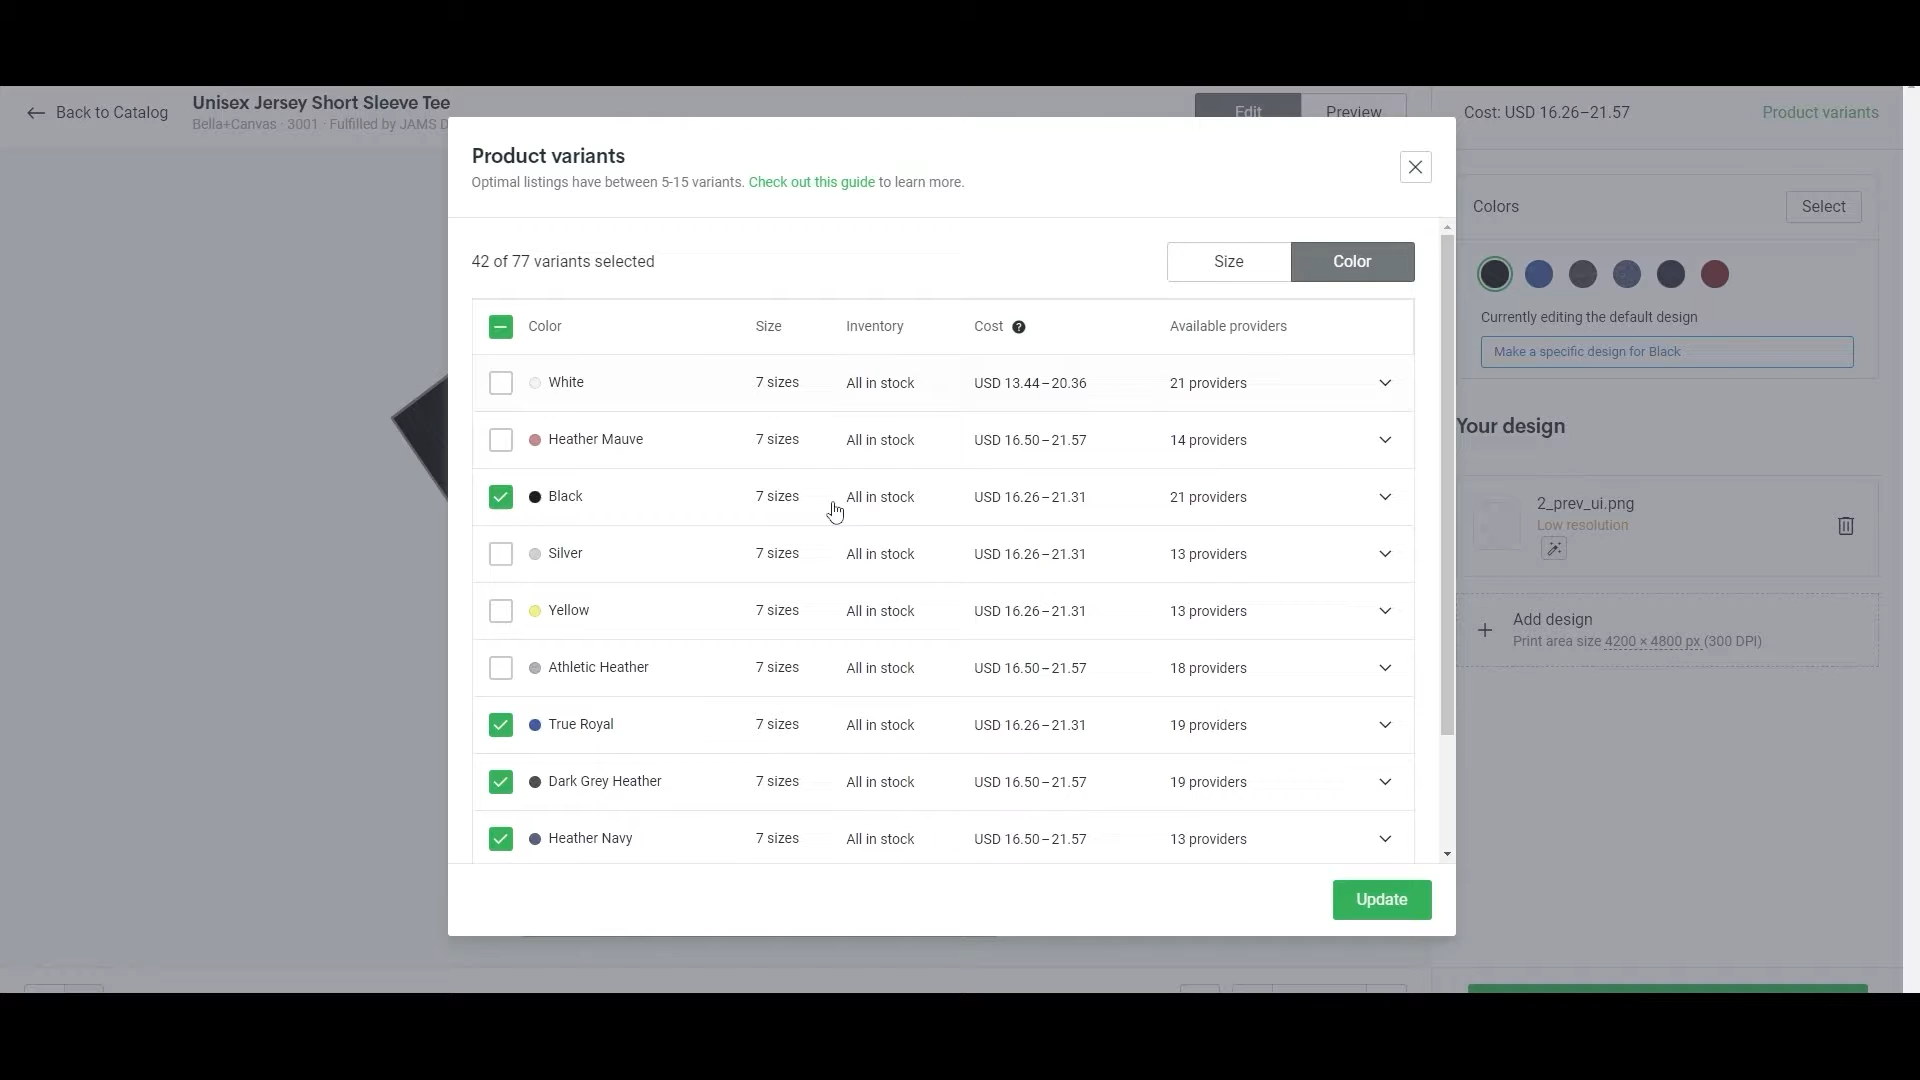 Back to Catalog
Unisex Jersey Short Sleeve Tee
Bella+Canvas · 3001 · Fulfilled by JAMS D
Edit
Preview
Cost: USD 16.26–21.57
Product variants
Product variants
Optimal listings have between 5-15 variants. Check out this guide to learn more.
42 of 77 variants selected
Size
Color
Color Size Inventory Cost ? Available providers
White 7 sizes All in stock USD 13.44–20.36 21 providers
Heather Mauve 7 sizes All in stock USD 16.50–21.57 14 providers
Black 7 sizes All in stock USD 16.26–21.31 21 providers
Silver 7 sizes All in stock USD 16.26–21.31 13 providers
Yellow 7 sizes All in stock USD 16.26–21.31 13 providers
Athletic Heather 7 sizes All in stock USD 16.50–21.57 18 providers
True Royal 7 sizes All in stock USD 16.26–21.31 19 providers
Dark Grey Heather 7 sizes All in stock USD 16.50–21.57 19 providers
Heather Navy 7 sizes All in stock USD 16.50–21.57 13 providers
Update
Colors
Select
Currently editing the default design
Make a specific design for Black
Your design
2_prev_ui.png
Low resolution
Add design
Print area size 4200 × 4800 px (300 DPI)